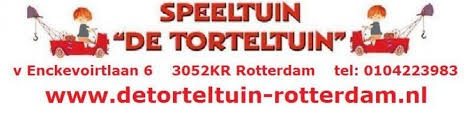 SPEELTUIN
"DE TORTELTUIN"
v Enckevoirtlaan 6 3052KR Rotterdam tel: 0104223983
www.detorteltuin-rotterdam.nl